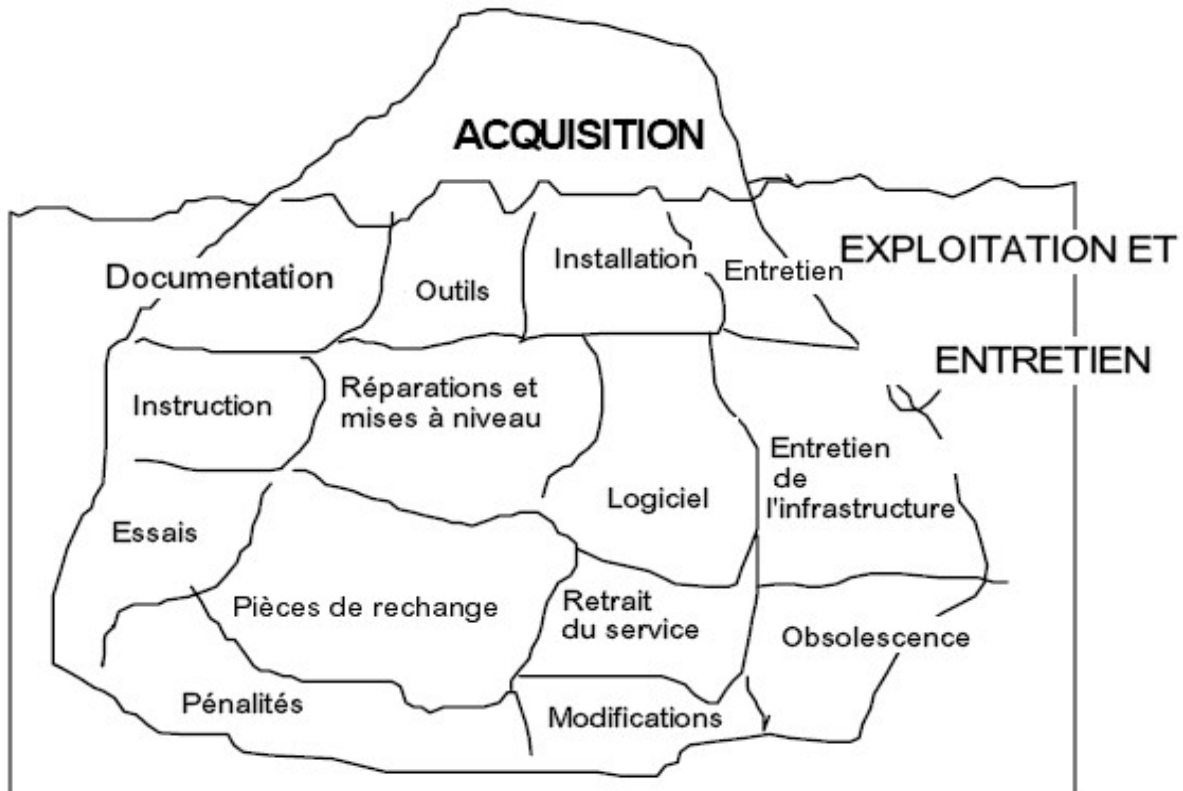 ACQUISITION
EXPLOITATION ET
ENTRETIEN
Documentation
Outils
Installation
Entretien
Instruction
Réparations et
mises à niveau
Logiciel
Entretien
de
l'infrastructure
Essais
Pièces de rechange
Retrait
du service
Obsolescence
Pénalités
Modifications